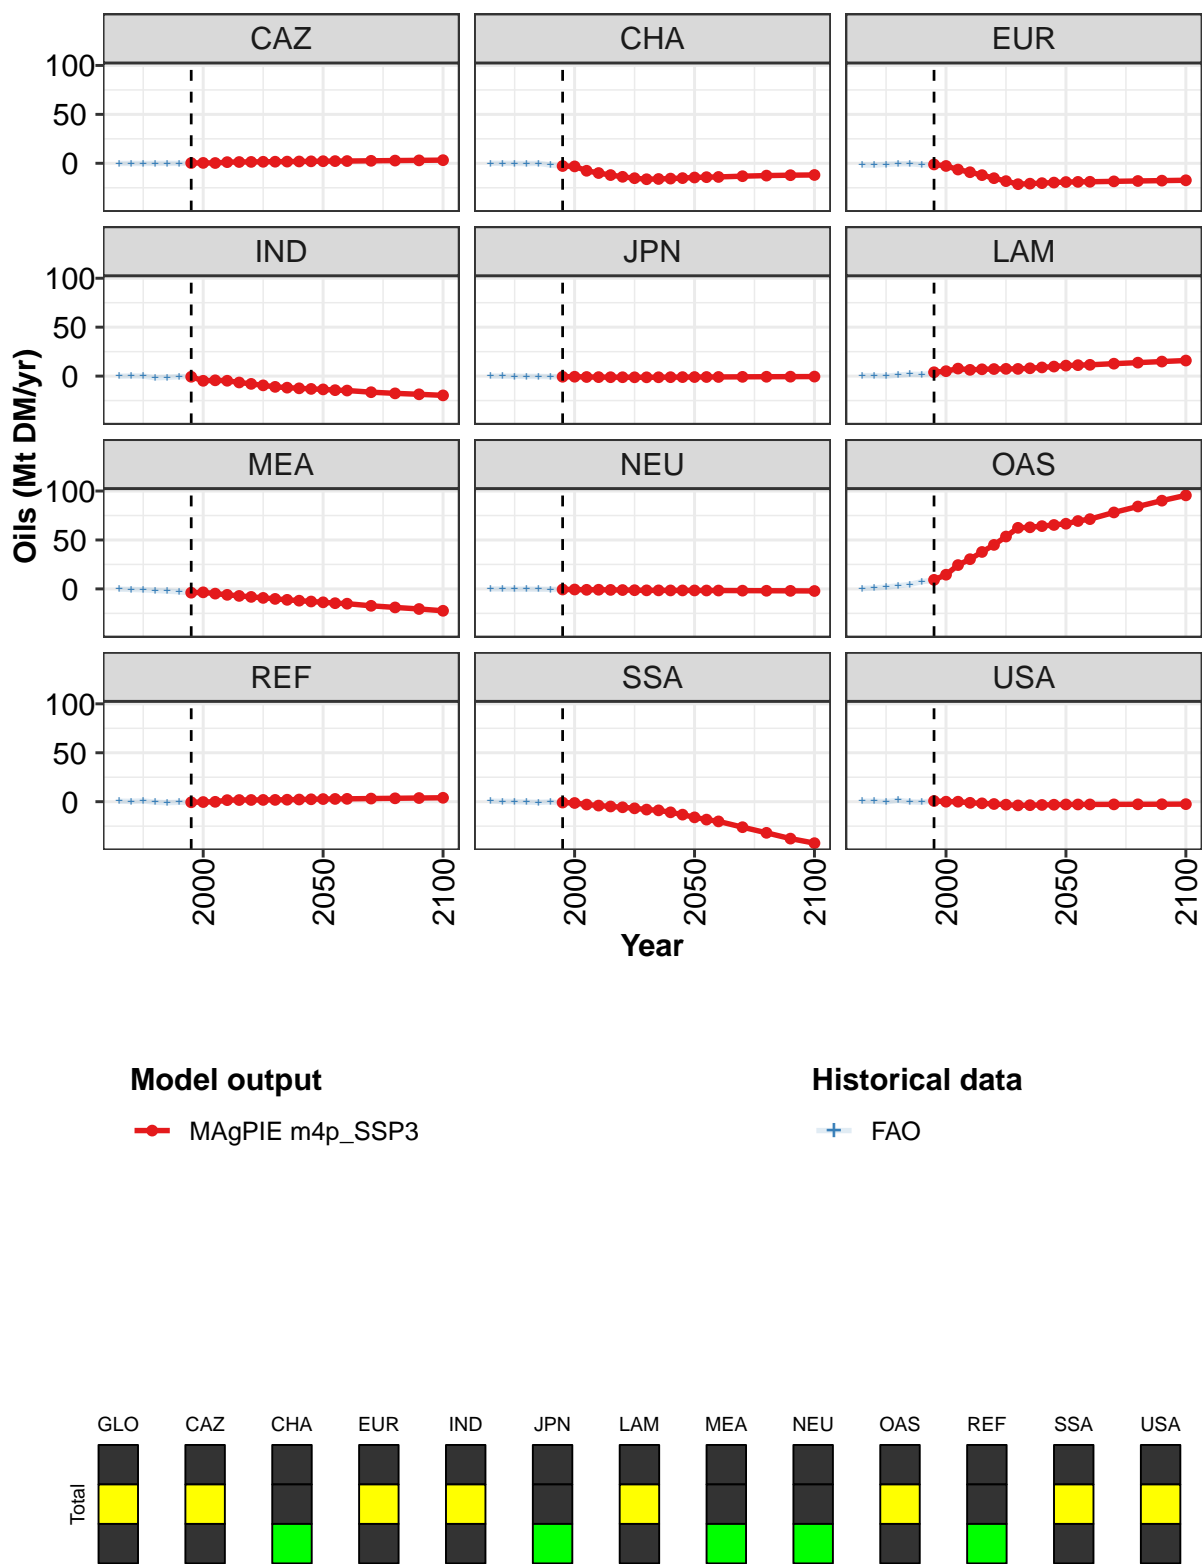 CAZ CHA EUR
100
50
0
IND JPN LAM
100
50
0
MEA NEU OAS
100
50
0
REF SSA USA
100
50
0
2000 2050 2100 2000 2050 2100 2000 2050 2100
Year
Oils (Mt DM/yr)
Model output Historical data
MAgPIE m4p_SSP3 FAO
GLO CAZ CHA EUR IND JPN LAM MEA NEU OAS REF SSA USA
Total